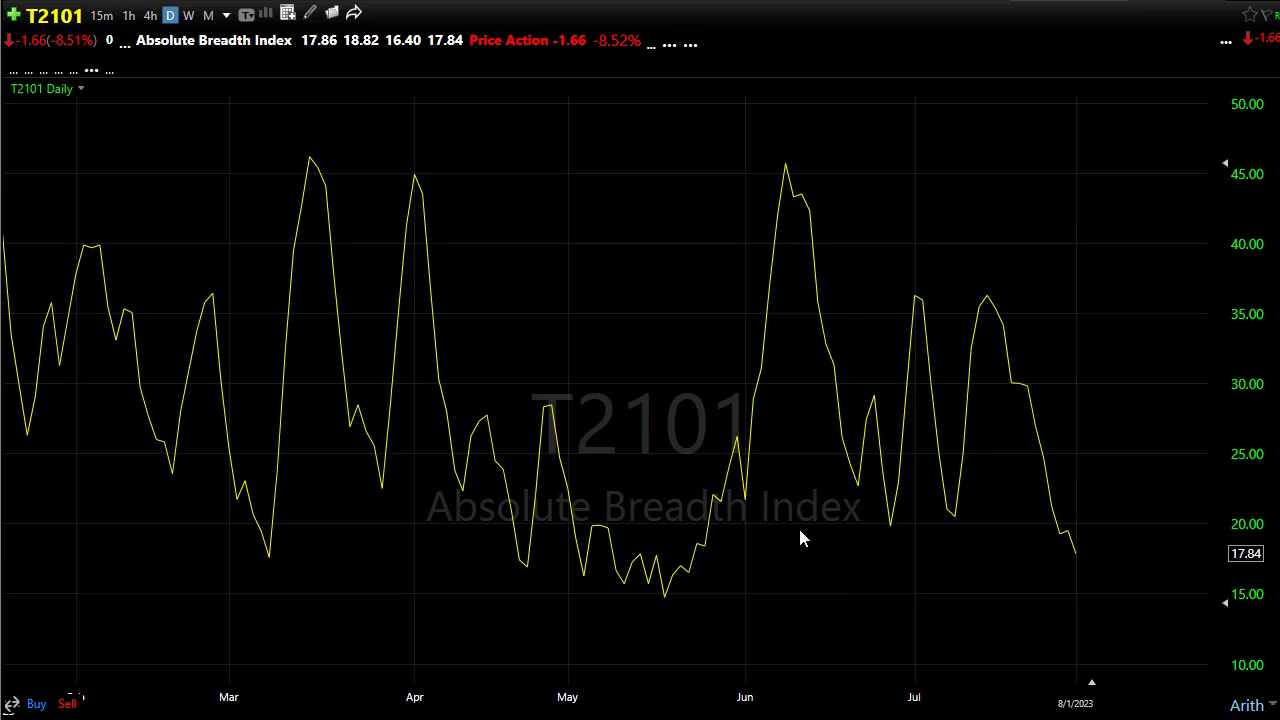 T2101 15m 1h 4h D W M
-1.66(-8.51%) 0 ... Absolute Breadth Index 17.86 18.82 16.40 17.84 Price Action -1.66 -8.52% ... ... ... ... -1.66
... ... ... ... ... ... ...
T2101 Daily
50.00
45.00
40.00
35.00
30.00
T2101
25.00
Absolute Breadth Index
20.00
17.84
15.00
10.00
Mar Apr May Jun Jul 8/1/2023
Buy Sell Arith